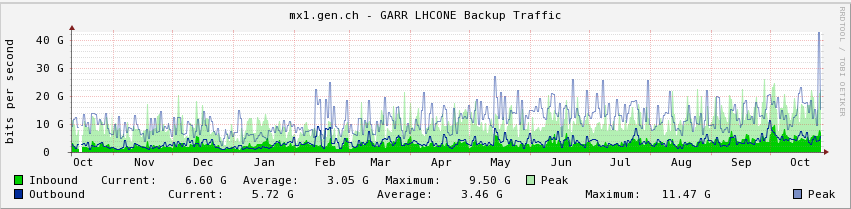 mx1.gen.ch - GARR LHCONE Backup Traffic
RRDTOOL / TOBI OETIKER
bits per second
40 G
30 G
20 G
10 G
0
Oct Nov Dec Jan Feb Mar Apr May Jun Jul Aug Sep Oct
Inbound Current: 6.60 G Average: 3.05 G Maximum: 9.50 G Peak
Outbound Current: 5.72 G Average: 3.46 G Maximum: 11.47 G Peak